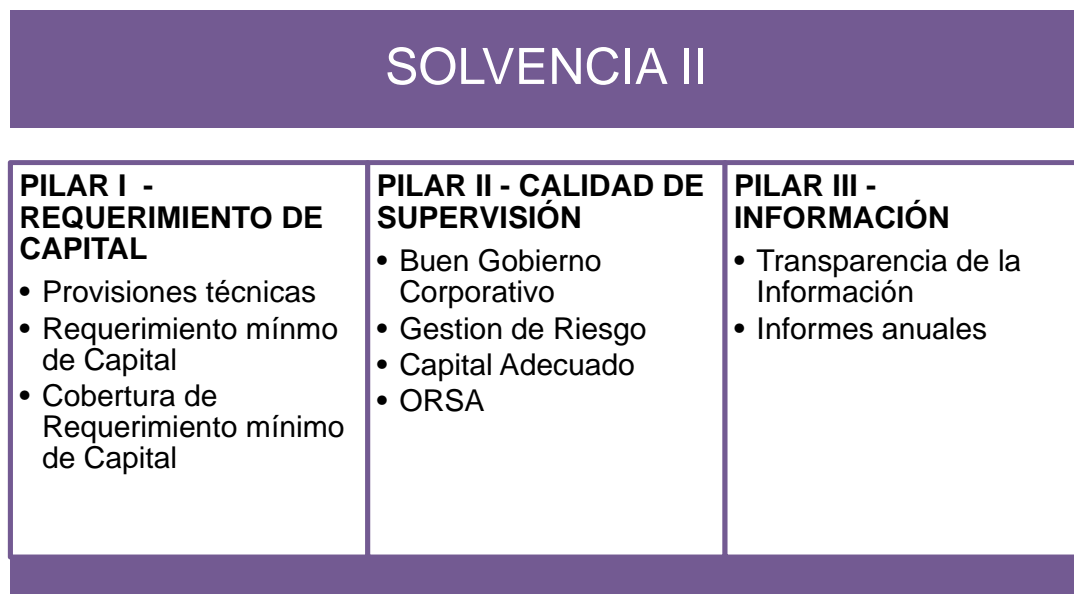 SOLVENCIA II
PILAR I  -
REQUERIMIENTO DE
CAPITAL
• Provisiones técnicas
• Requerimiento mínmo
de Capital
• Cobertura de
Requerimiento mínimo
de Capital
PILAR II - CALIDAD DE
SUPERVISIÓN
• Buen Gobierno
Corporativo
• Gestion de Riesgo
• Capital Adecuado
• ORSA
PILAR III -
INFORMACIÓN
• Transparencia de la
Información
• Informes anuales